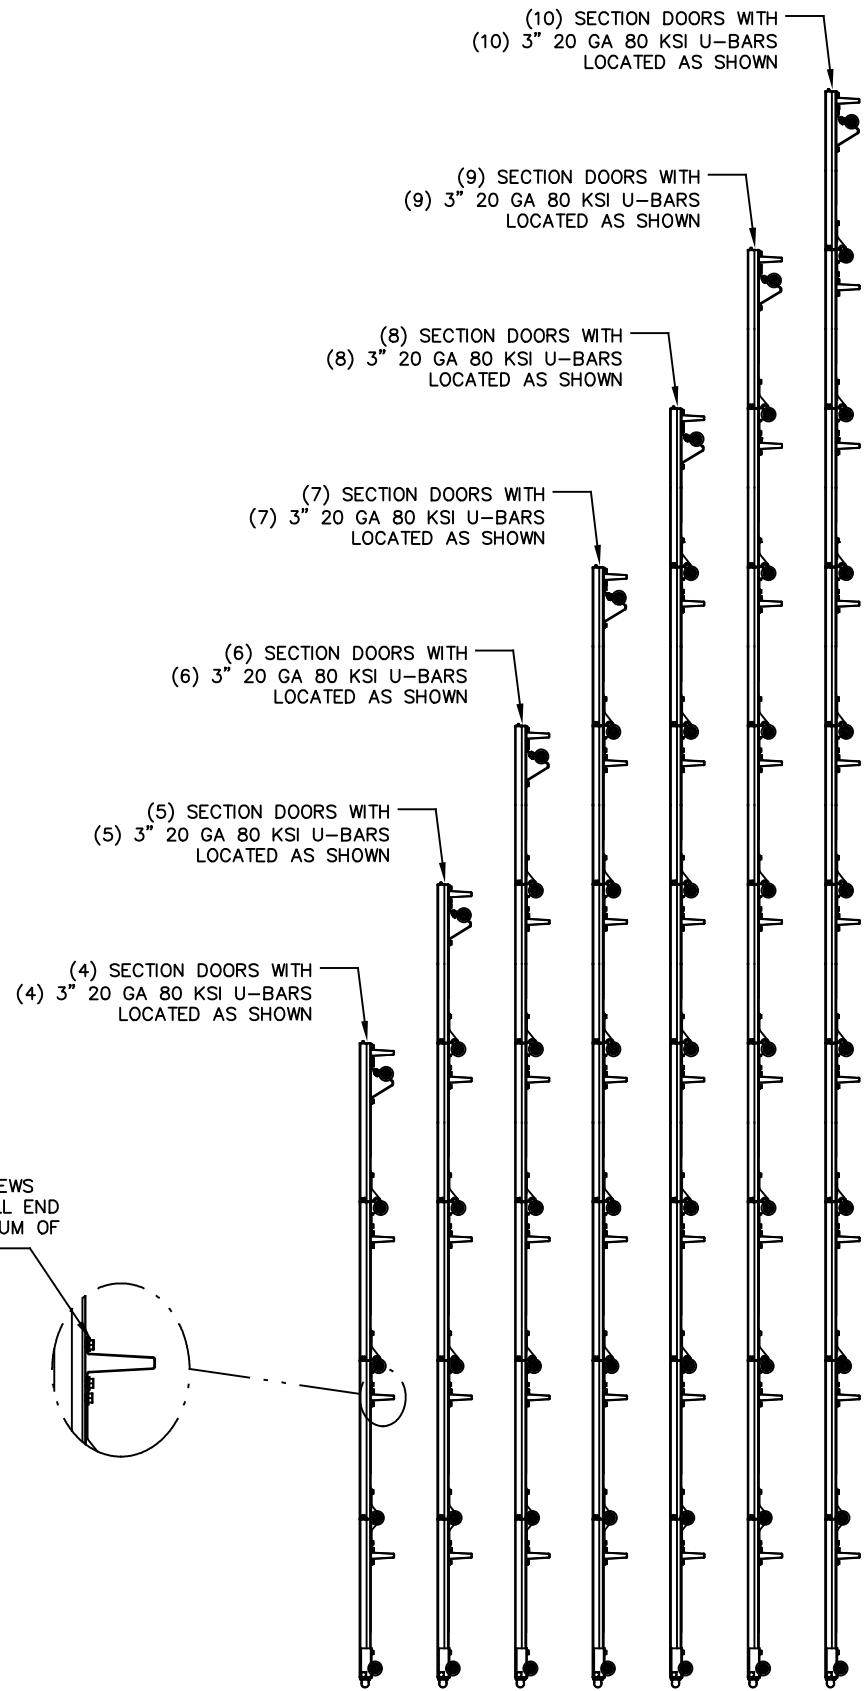 (10) SECTION DOORS WITH
(10) 3" 20 GA 80 KSI U-BARS
LOCATED AS SHOWN
(9) SECTION DOORS WITH
(9) 3" 20 GA 80 KSI U-BARS
LOCATED AS SHOWN
(8) SECTION DOORS WITH
(8) 3" 20 GA 80 KSI U-BARS
LOCATED AS SHOWN
(7) SECTION DOORS WITH
(7) 3" 20 GA 80 KSI U-BARS
LOCATED AS SHOWN
(6) SECTION DOORS WITH
(6) 3" 20 GA 80 KSI U-BARS
LOCATED AS SHOWN
(5) SECTION DOORS WITH
(5) 3" 20 GA 80 KSI U-BARS
LOCATED AS SHOWN
(4) SECTION DOORS WITH
(4) 3" 20 GA 80 KSI U-BARS
LOCATED AS SHOWN
END
OF